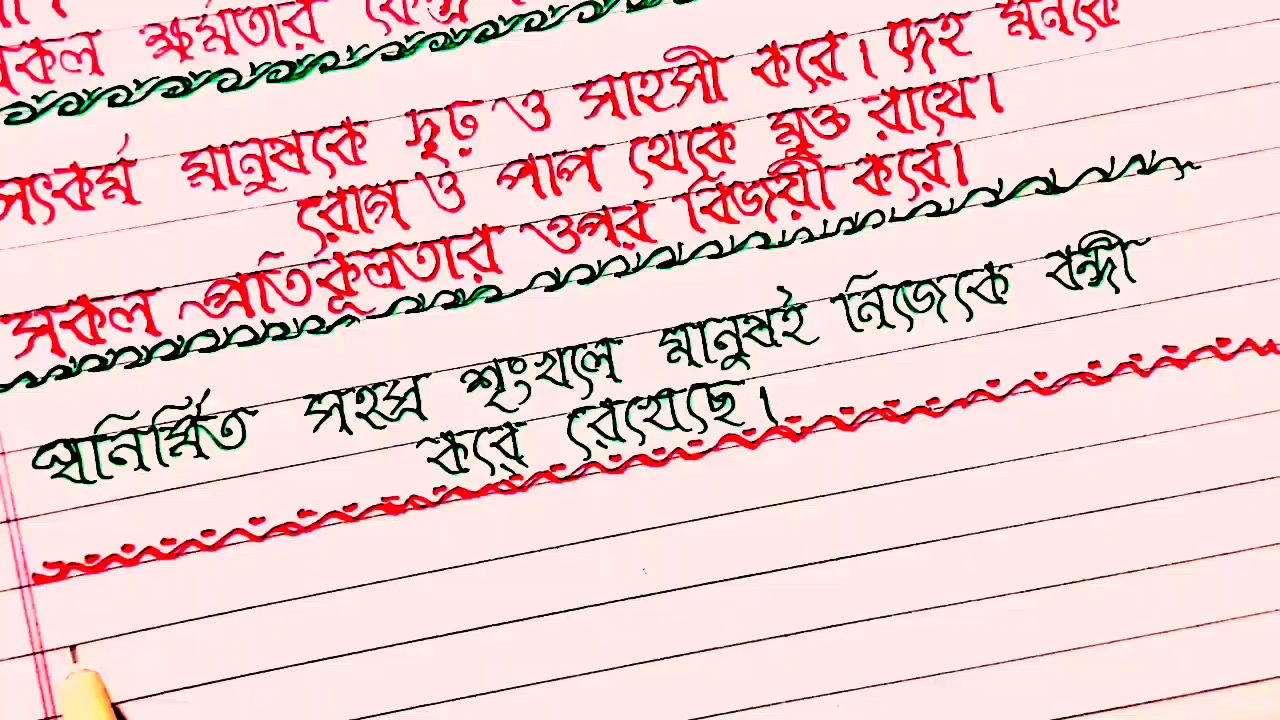 সকল ক্ষমতার কেন্দ্র
সৎকর্ম মানুষকে দৃঢ় ও সাহসী করে। দেহ মনকে
রোগ ও পাপ থেকে মুক্ত রাখে।
সকল প্রতিকূলতার ওপর বিজয়ী করে।
স্বনির্মিত সহস্র শৃংখলে মানুষই নিজেকে বন্দী
করে রেখেছে।